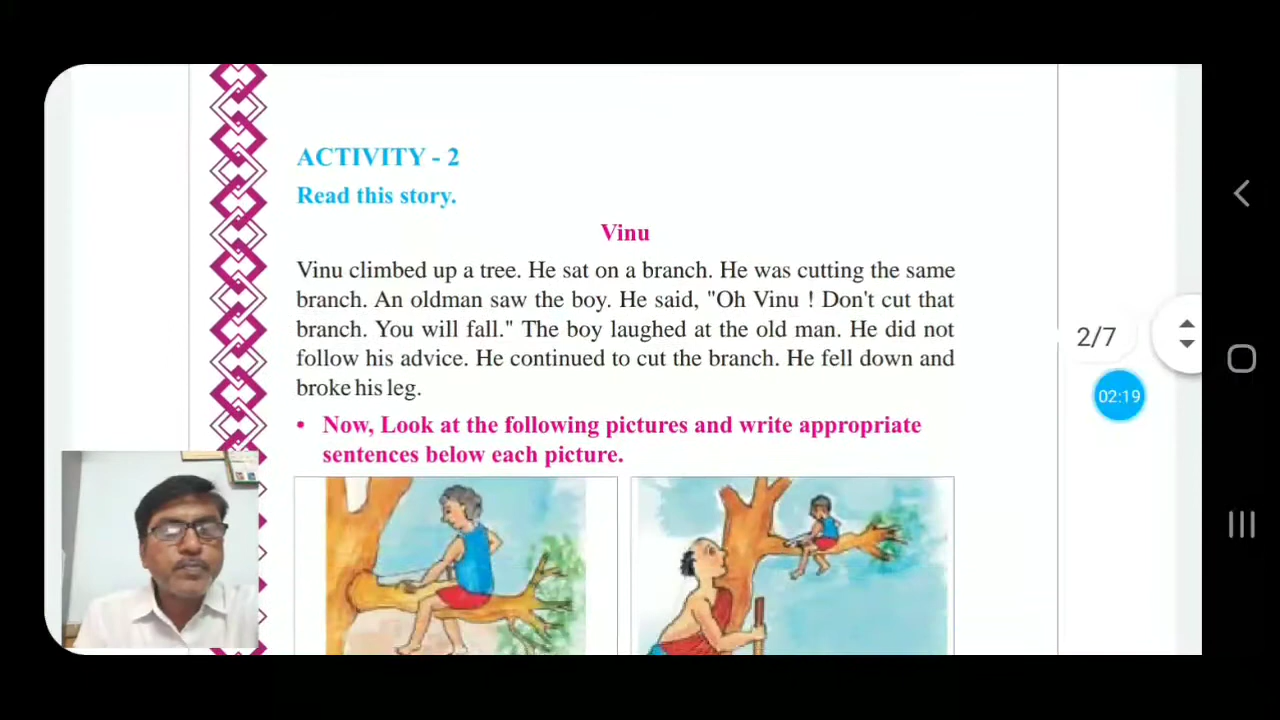 ACTIVITY - 2
Read this story.
Vinu
Vinu climbed up a tree. He sat on a branch. He was cutting the same
branch. An oldman saw the boy. He said, "Oh Vinu ! Don't cut that
branch. You will fall." The boy laughed at the old man. He did not
follow his advice. He continued to cut the branch. He fell down and
broke his leg.
• Now, Look at the following pictures and write appropriate
sentences below each picture.
2/7
02:19